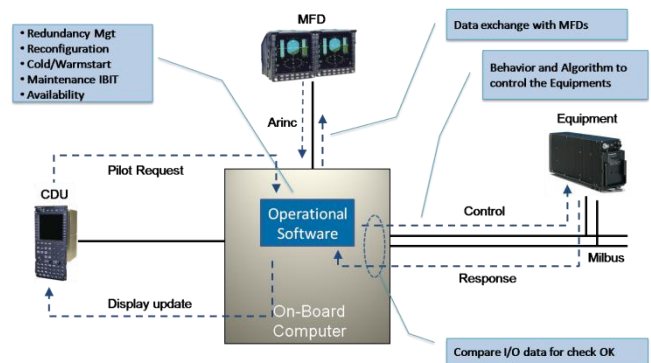 • Redundancy Mgt
• Reconfiguration
• Cold/Warmstart
• Maintenance IBIT
• Availability
MFD
Data exchange with MFDs
Behavior and Algorithm to
control the Equipments
Equipment
Arinc
Pilot Request
CDU
Operational
Software
Control
Milbus
Response
Display update
On-Board
Computer
Compare I/O data for check OK